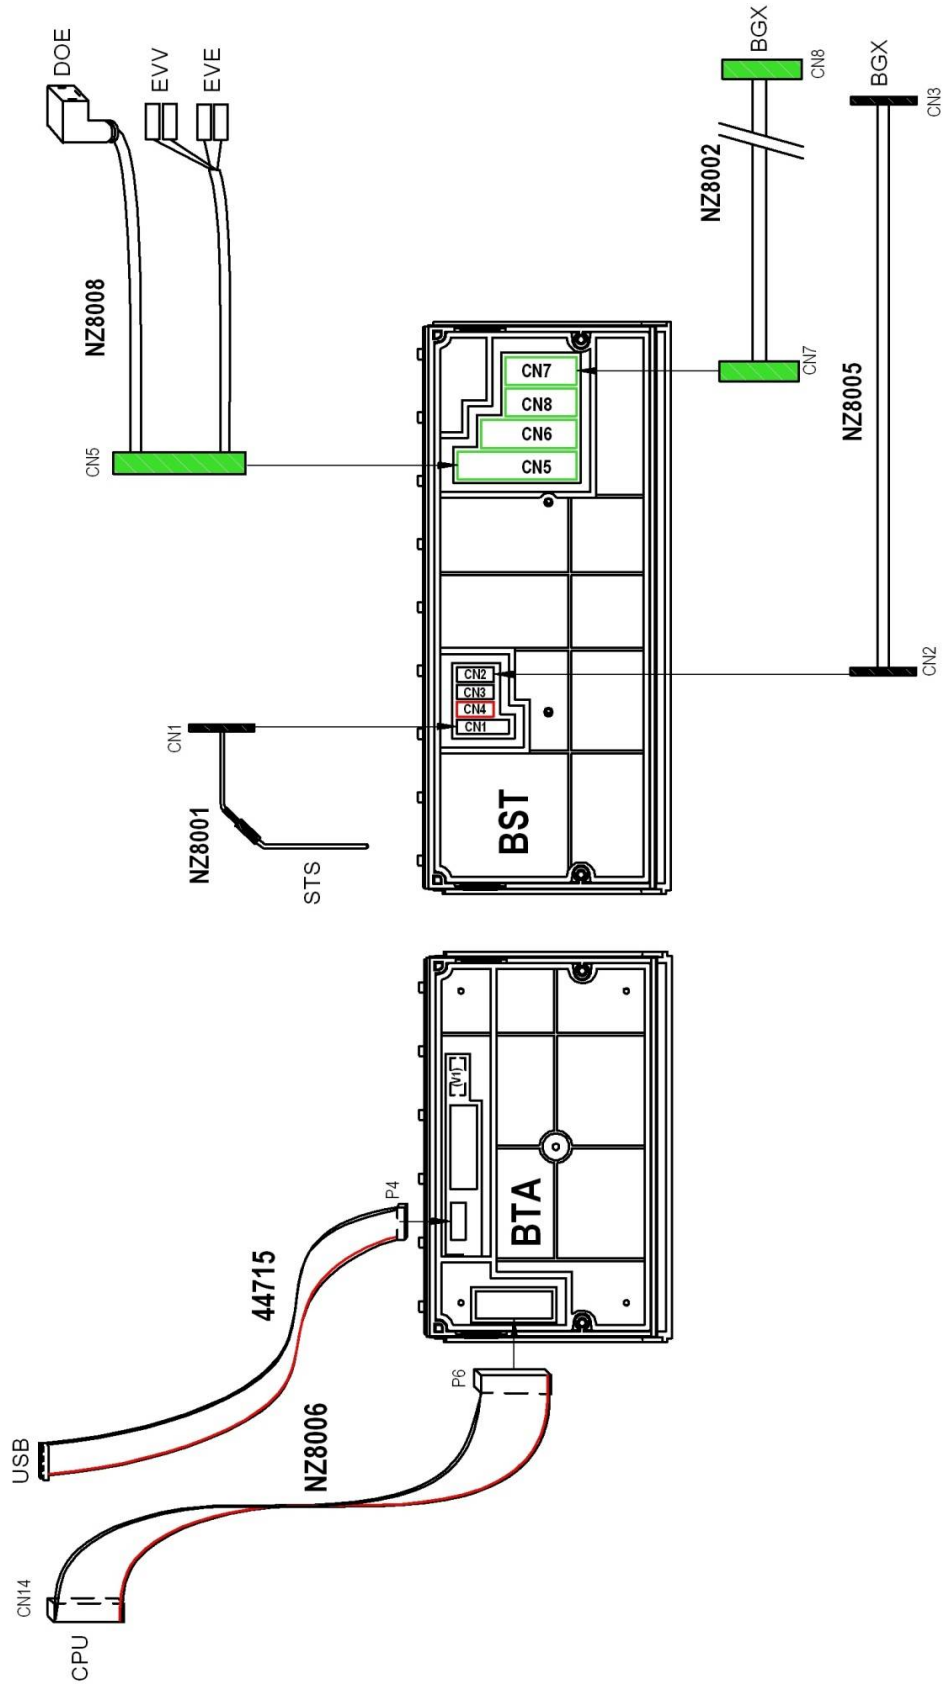 DOE
EVV
EVE
NZ8008
CN5
CN1
NZ8001
STS
BGX
CN8
NZ8002
CN7
BGX
CN3
NZ8005
CN2
CN7
CN8
CN6
CN5
CN2
CN3
CN4
CN1
BST
(V1)
BTA
P4
44715
USB
P6
NZ8006
CN14
CPU